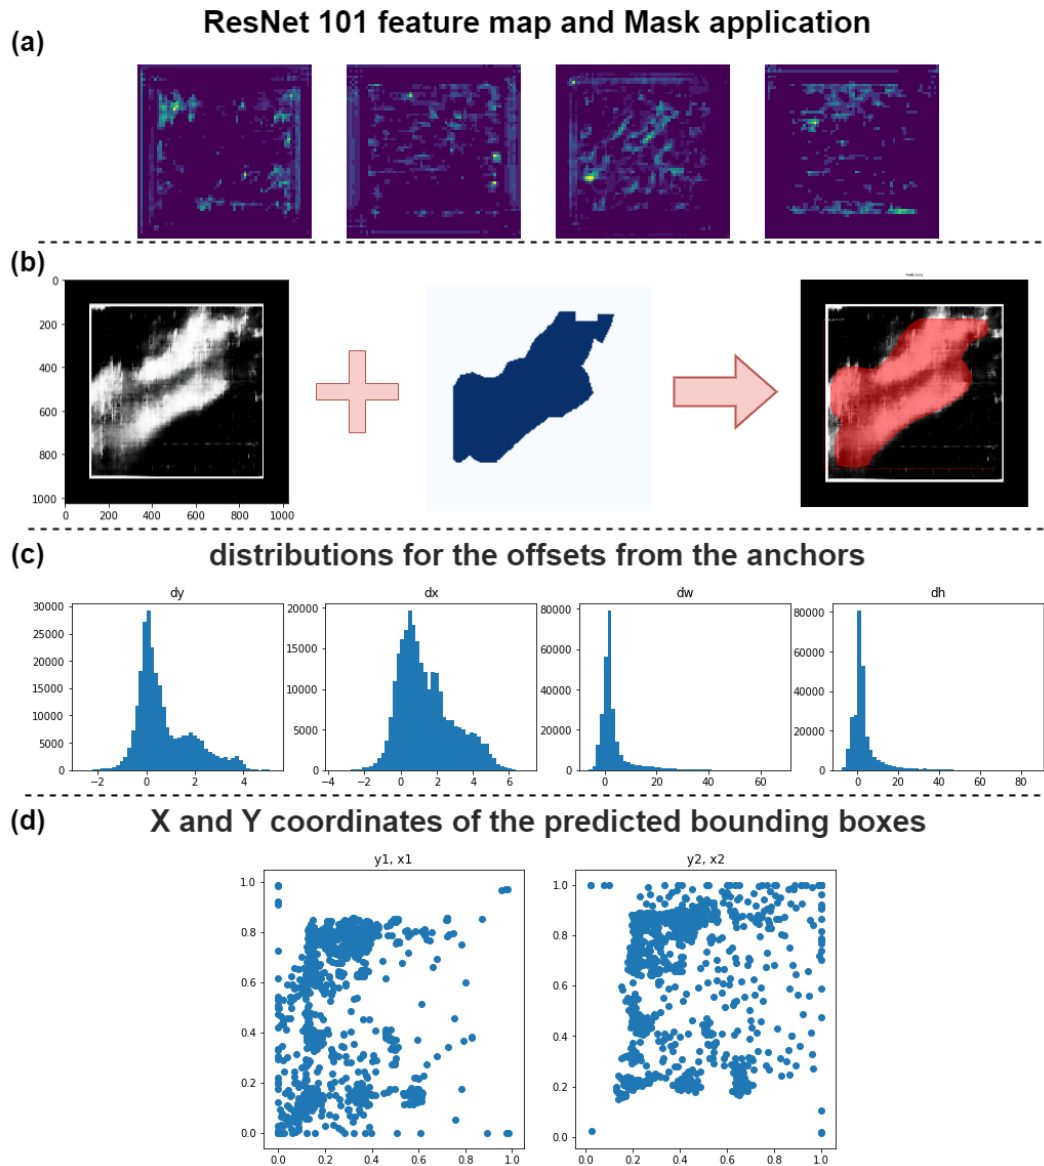 ResNet 101 feature map and Mask application
(a)
(b)
0
200
400
600
800
1000
0 200 400 600 800 1000
(c)
distributions for the offsets from the anchors
dy
30000
25000
20000
15000
10000
5000
0
−2 0 2 4
dx
20000
15000
10000
5000
0
−4 −2 0 2 4 6
dw
80000
60000
40000
20000
0
0 20 40 60
dh
80000
60000
40000
20000
0
0 20 40 60 80
(d)
X and Y coordinates of the predicted bounding boxes
y1, x1
1.0
0.8
0.6
0.4
0.2
0.0
0.0 0.2 0.4 0.6 0.8 1.0
y2, x2
1.0
0.8
0.6
0.4
0.2
0.0
0.0 0.2 0.4 0.6 0.8 1.0